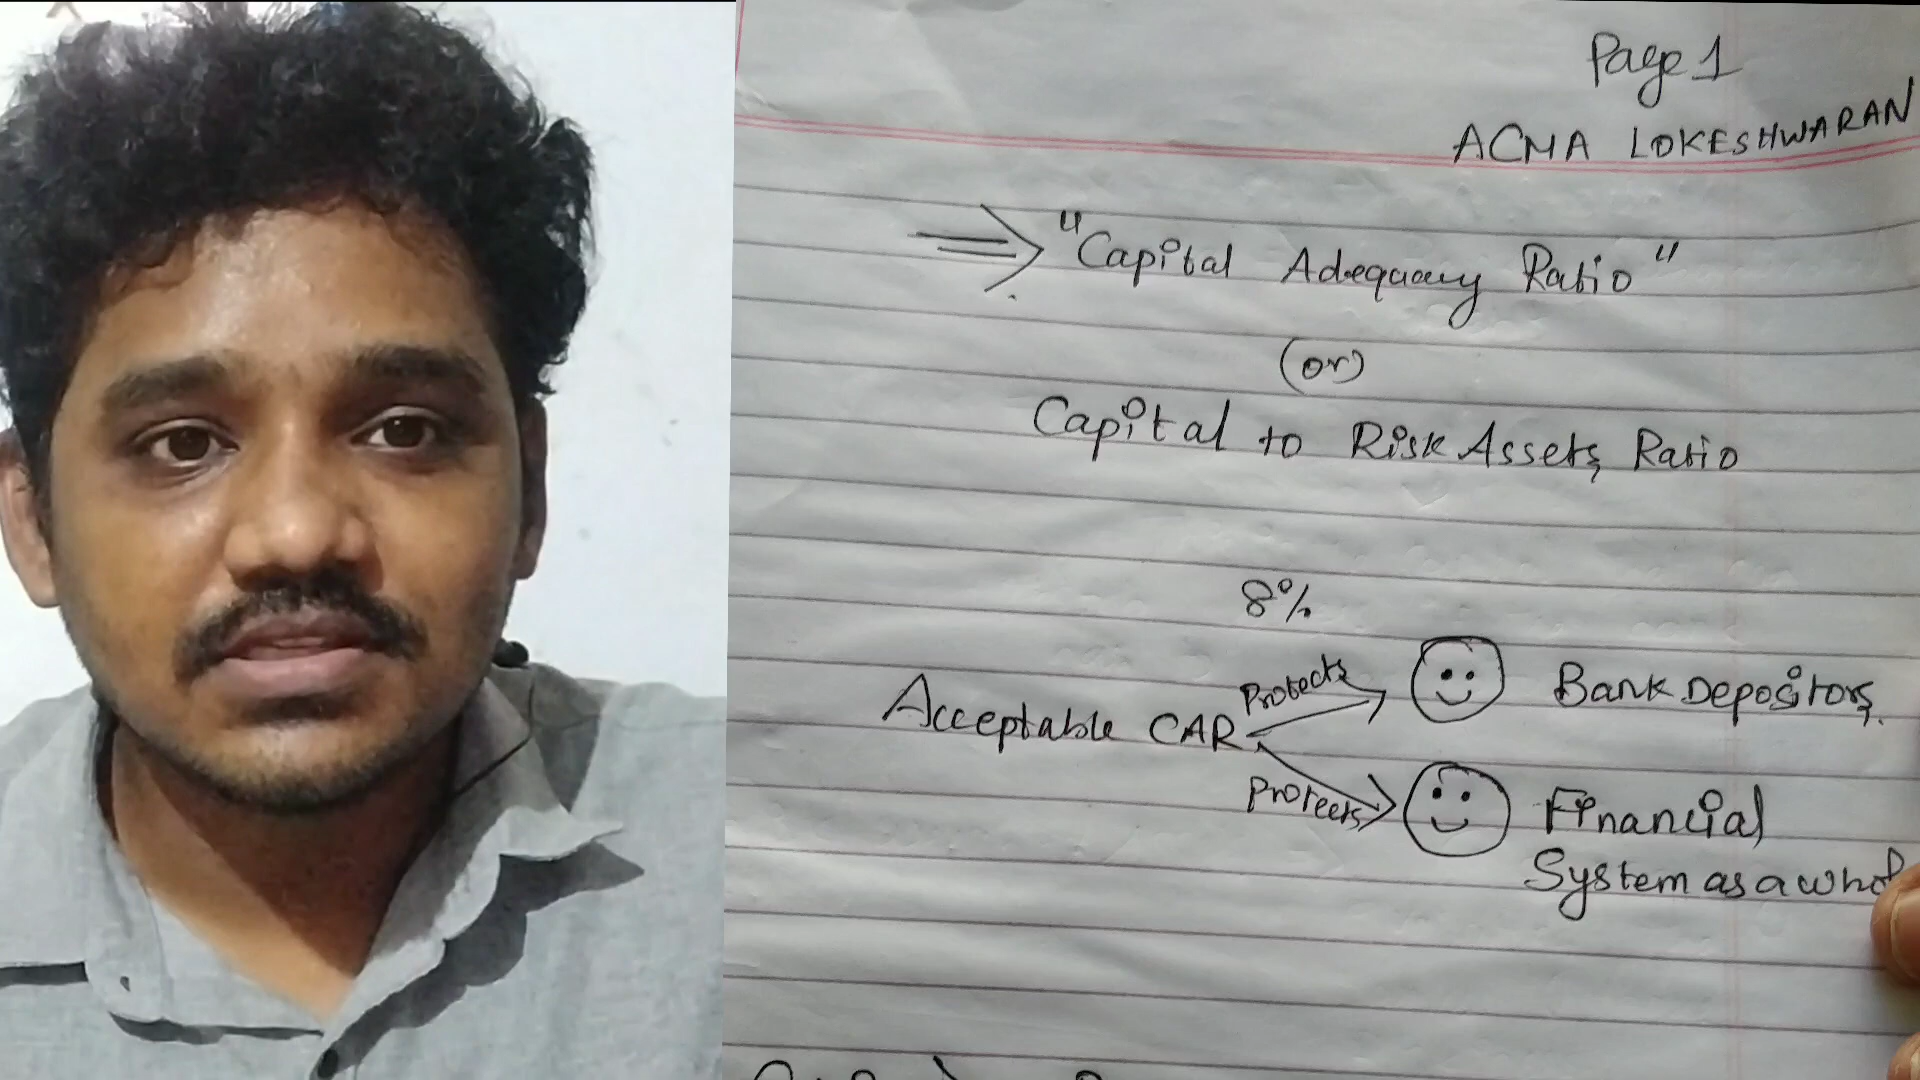 Page 1
ACMA LOKESHWARAN
⇒ "Capital Adequacy Ratio"
(or)
Capital to Risk Assets Ratio
8%
Protects Bank Depositors.
Acceptable CAR
Protects Financial
System as a whol